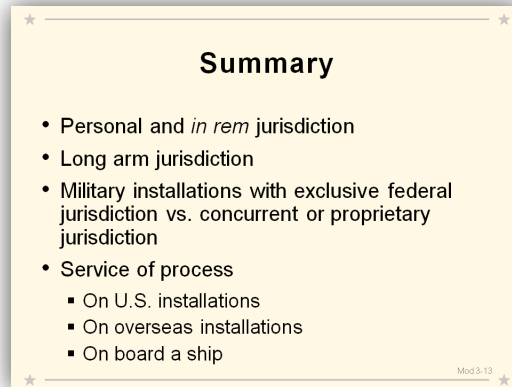 Summary
• Personal and in rem jurisdiction
• Long arm jurisdiction
• Military installations with exclusive federal
jurisdiction vs. concurrent or proprietary
jurisdiction
• Service of process
▪ On U.S. installations
▪ On overseas installations
▪ On board a ship
Mod 3-13